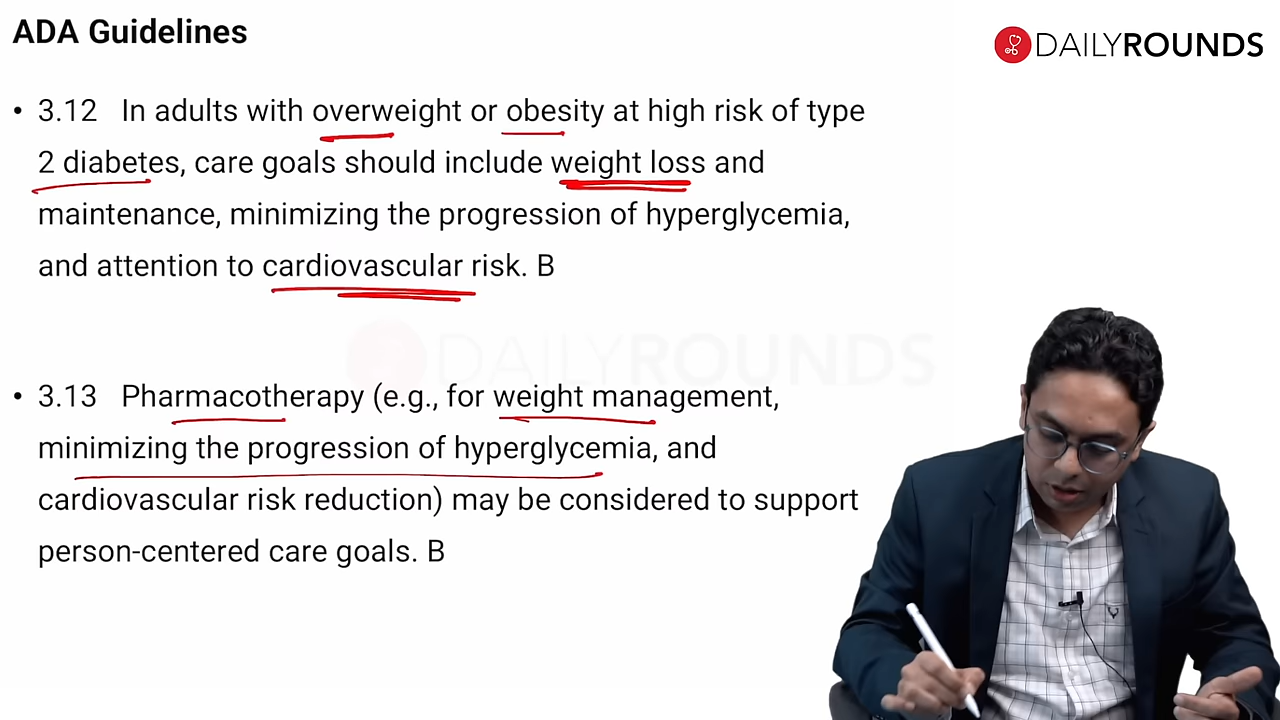 ADA Guidelines
DAILYROUNDS
• 3.12 In adults with overweight or obesity at high risk of type
2 diabetes, care goals should include weight loss and
maintenance, minimizing the progression of hyperglycemia,
and attention to cardiovascular risk. B
DAILYROUNDS
• 3.13 Pharmacotherapy (e.g., for weight management,
minimizing the progression of hyperglycemia, and
cardiovascular risk reduction) may be considered to support
person-centered care goals. B